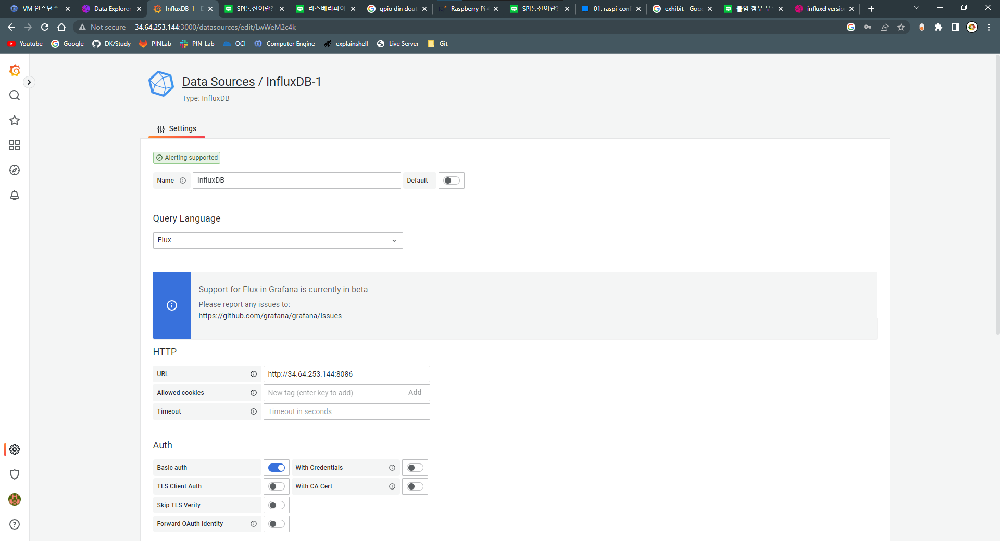 VM 인스턴스
Data Explorer
InfluxDB-1 - D
SPI통신이란?
라즈베리파이
gpio din dout
Raspberry Pi 4
SPI통신이란?
01. raspi-conf
exhibit - Goog
붙임 첨부 부록
influxd version
Not secure
34.64.253.144:3000/datasources/edit/LwWeM2c4k
Youtube
Google
DK/Study
PINLab
PIN-Lab
OCI
Computer Engine
explainshell
Live Server
Git
Data Sources / InfluxDB-1
Type: InfluxDB
Settings
Alerting supported
Name
InfluxDB
Default
Query Language
Flux
Support for Flux in Grafana is currently in beta
Please report any issues to:
https://github.com/grafana/grafana/issues
HTTP
URL
http://34.64.253.144:8086
Allowed cookies
New tag (enter key to add)
Add
Timeout
Timeout in seconds
Auth
Basic auth
With Credentials
TLS Client Auth
With CA Cert
Skip TLS Verify
Forward OAuth Identity